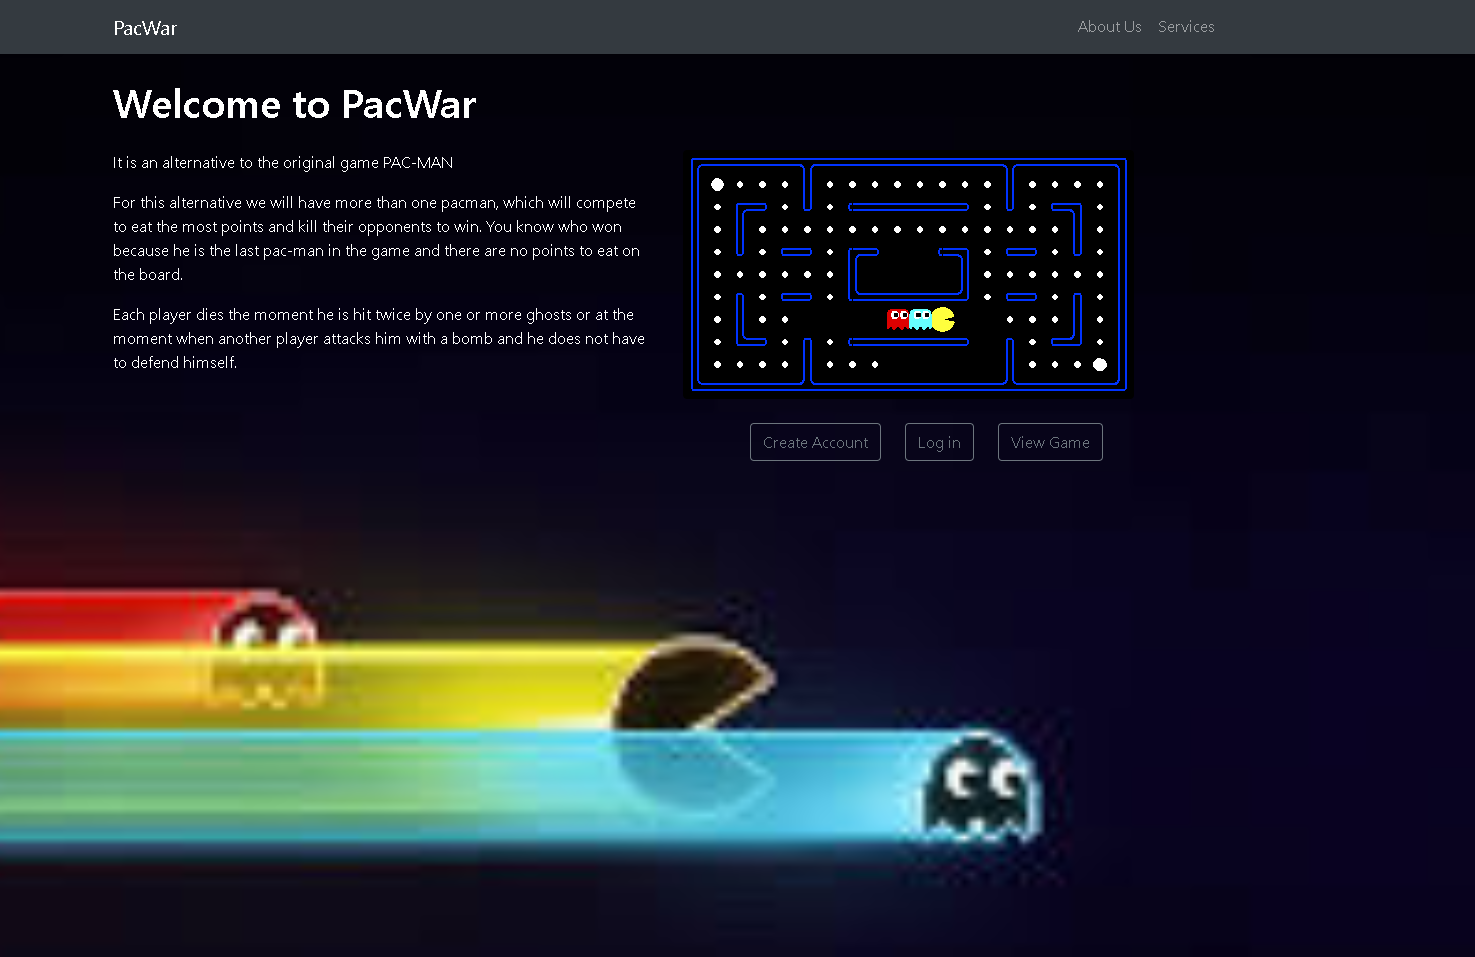 PacWar
About Us
Services
Welcome to PacWar
It is an alternative to the original game PAC-MAN
For this alternative we will have more than one pacman, which will compete
to eat the most points and kill their opponents to win. You know who won
because he is the last pac-man in the game and there are no points to eat on
the board.
Each player dies the moment he is hit twice by one or more ghosts or at the
moment when another player attacks him with a bomb and he does not have
to defend himself.
Create Account
Log in
View Game